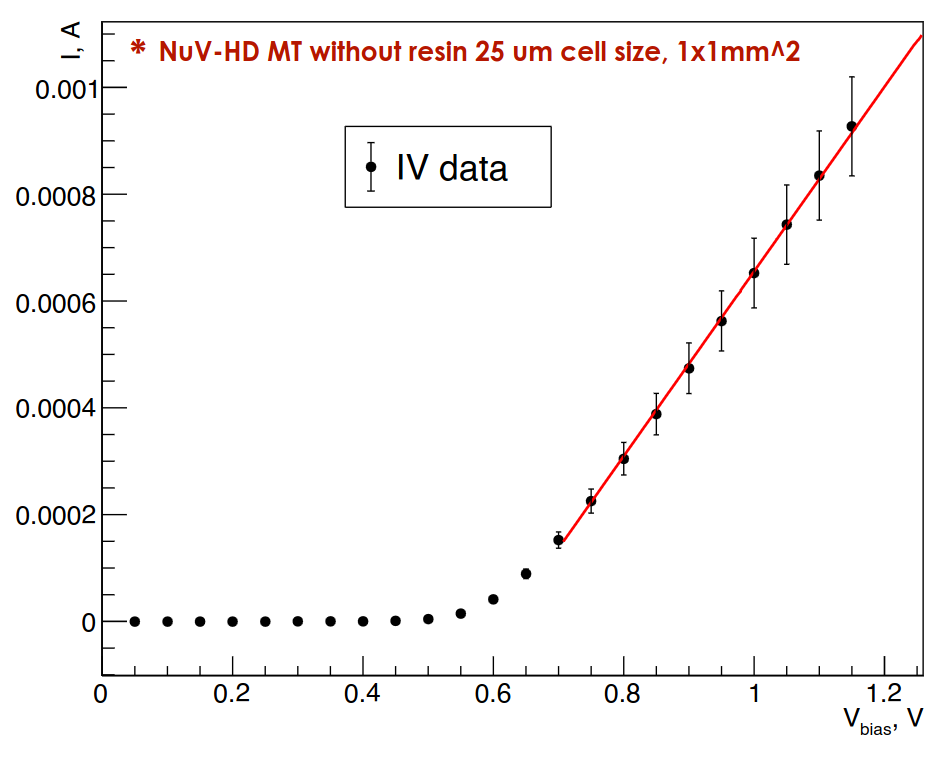 I, A
* NuV-HD MT without resin 25 um cell size, 1x1mm^2
IV data
0.001
0.0008
0.0006
0.0004
0.0002
0
0 0.2 0.4 0.6 0.8 1 1.2
V_bias, V